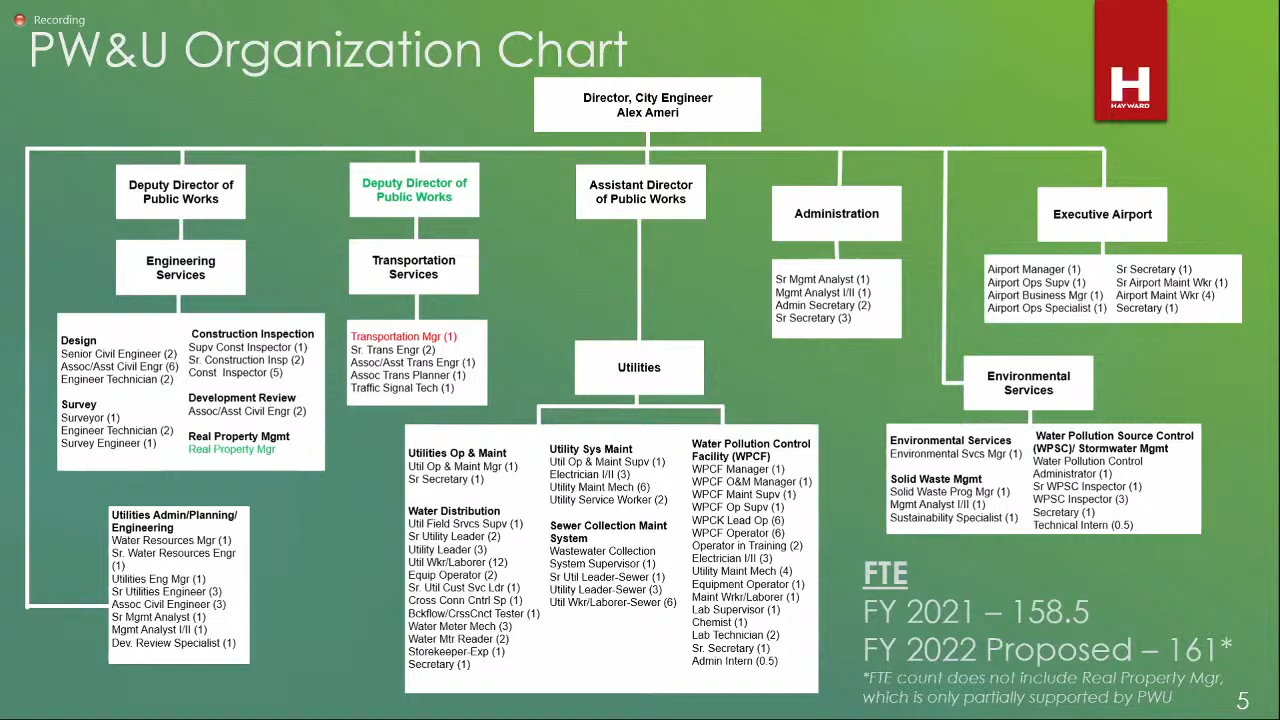 Recording
PW&U Organization Chart
H
HAYWARD
Director, City Engineer
Alex Ameri
Deputy Director of
Public Works
Deputy Director of
Public Works
Assistant Director
of Public Works
Administration
Executive Airport
Engineering
Services
Transportation
Services
Sr Mgmt Analyst (1)
Mgmt Analyst I/II (1)
Admin Secretary (2)
Sr Secretary (3)
Airport Manager (1)
Airport Ops Supv (1)
Airport Business Mgr (1)
Airport Ops Specialist (1)
Sr Secretary (1)
Sr Airport Maint Wkr (1)
Airport Maint Wkr (4)
Secretary (1)
Design
Senior Civil Engineer (2)
Assoc/Asst Civil Engr (6)
Engineer Technician (2)
Survey
Surveyor (1)
Engineer Technician (2)
Survey Engineer (1)
Construction Inspection
Supv Const Inspector (1)
Sr. Construction Insp (2)
Const Inspector (5)
Development Review
Assoc/Asst Civil Engr (2)
Real Property Mgmt
Real Property Mgr
Transportation Mgr (1)
Sr. Trans Engr (2)
Assoc/Asst Trans Engr (1)
Assoc Trans Planner (1)
Traffic Signal Tech (1)
Utilities
Environmental
Services
Utilities Op & Maint
Util Op & Maint Mgr (1)
Sr Secretary (1)
Water Distribution
Util Field Srvcs Supv (1)
Sr Utility Leader (2)
Utility Leader (3)
Util Wkr/Laborer (12)
Equip Operator (2)
Sr. Util Cust Svc Ldr (1)
Cross Conn Cntrl Sp (1)
Bckflow/CrssCnct Tester (1)
Water Meter Mech (3)
Water Mtr Reader (2)
Storekeeper-Exp (1)
Secretary (1)
Utility Sys Maint
Util Op & Maint Supv (1)
Electrician I/II (3)
Utility Maint Mech (6)
Utility Service Worker (2)
Sewer Collection Maint
System
Wastewater Collection
System Supervisor (1)
Sr Util Leader-Sewer (1)
Utility Leader-Sewer (3)
Util Wkr/Laborer-Sewer (6)
Water Pollution Control
Facility (WPCF)
WPCF Manager (1)
WPCF O&M Manager (1)
WPCF Maint Supv (1)
WPCF Op Supv (1)
WPCK Lead Op (6)
WPCF Operator (6)
Operator in Training (2)
Electrician I/II (3)
Utility Maint Mech (4)
Equipment Operator (1)
Maint Wrkr/Laborer (1)
Lab Supervisor (1)
Chemist (1)
Lab Technician (2)
Sr. Secretary (1)
Admin Intern (0.5)
Environmental Services
Environmental Svcs Mgr (1)
Solid Waste Mgmt
Solid Waste Prog Mgr (1)
Mgmt Analyst I/II (1)
Sustainability Specialist (1)
Water Pollution Source Control
(WPSC)/ Stormwater Mgmt
Water Pollution Control
Administrator (1)
Sr WPSC Inspector (1)
WPSC Inspector (3)
Secretary (1)
Technical Intern (0.5)
Utilities Admin/Planning/
Engineering
Water Resources Mgr (1)
Sr. Water Resources Engr
(1)
Utilities Eng Mgr (1)
Sr Utilities Engineer (3)
Assoc Civil Engineer (3)
Sr Mgmt Analyst (1)
Mgmt Analyst I/II (1)
Dev. Review Specialist (1)
FTE
FY 2021 – 158.5
FY 2022 Proposed – 161*
*FTE count does not include Real Property Mgr,
which is only partially supported by PWU
5